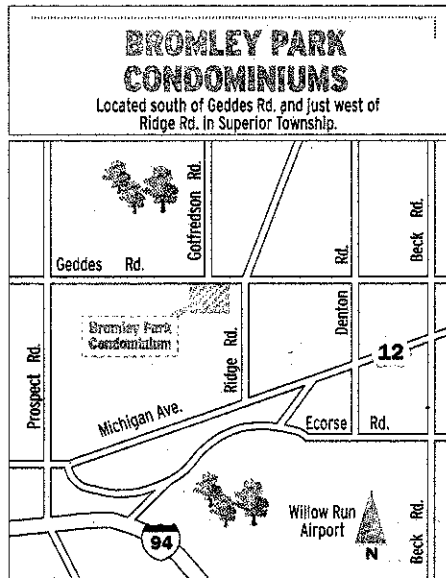 BROMLEY PARK
CONDOMINIUMS
Located south of Geddes Rd. and just west of
Ridge Rd. in Superior Township.
Gotfredson Rd.
Beck Rd.
Geddes Rd.
Denton Rd.
Bromley Park
Condominium
Ridge Rd.
Prospect Rd.
12
Michigan Ave.
Ecorse Rd.
Willow Run
Airport
Beck Rd.
94
N